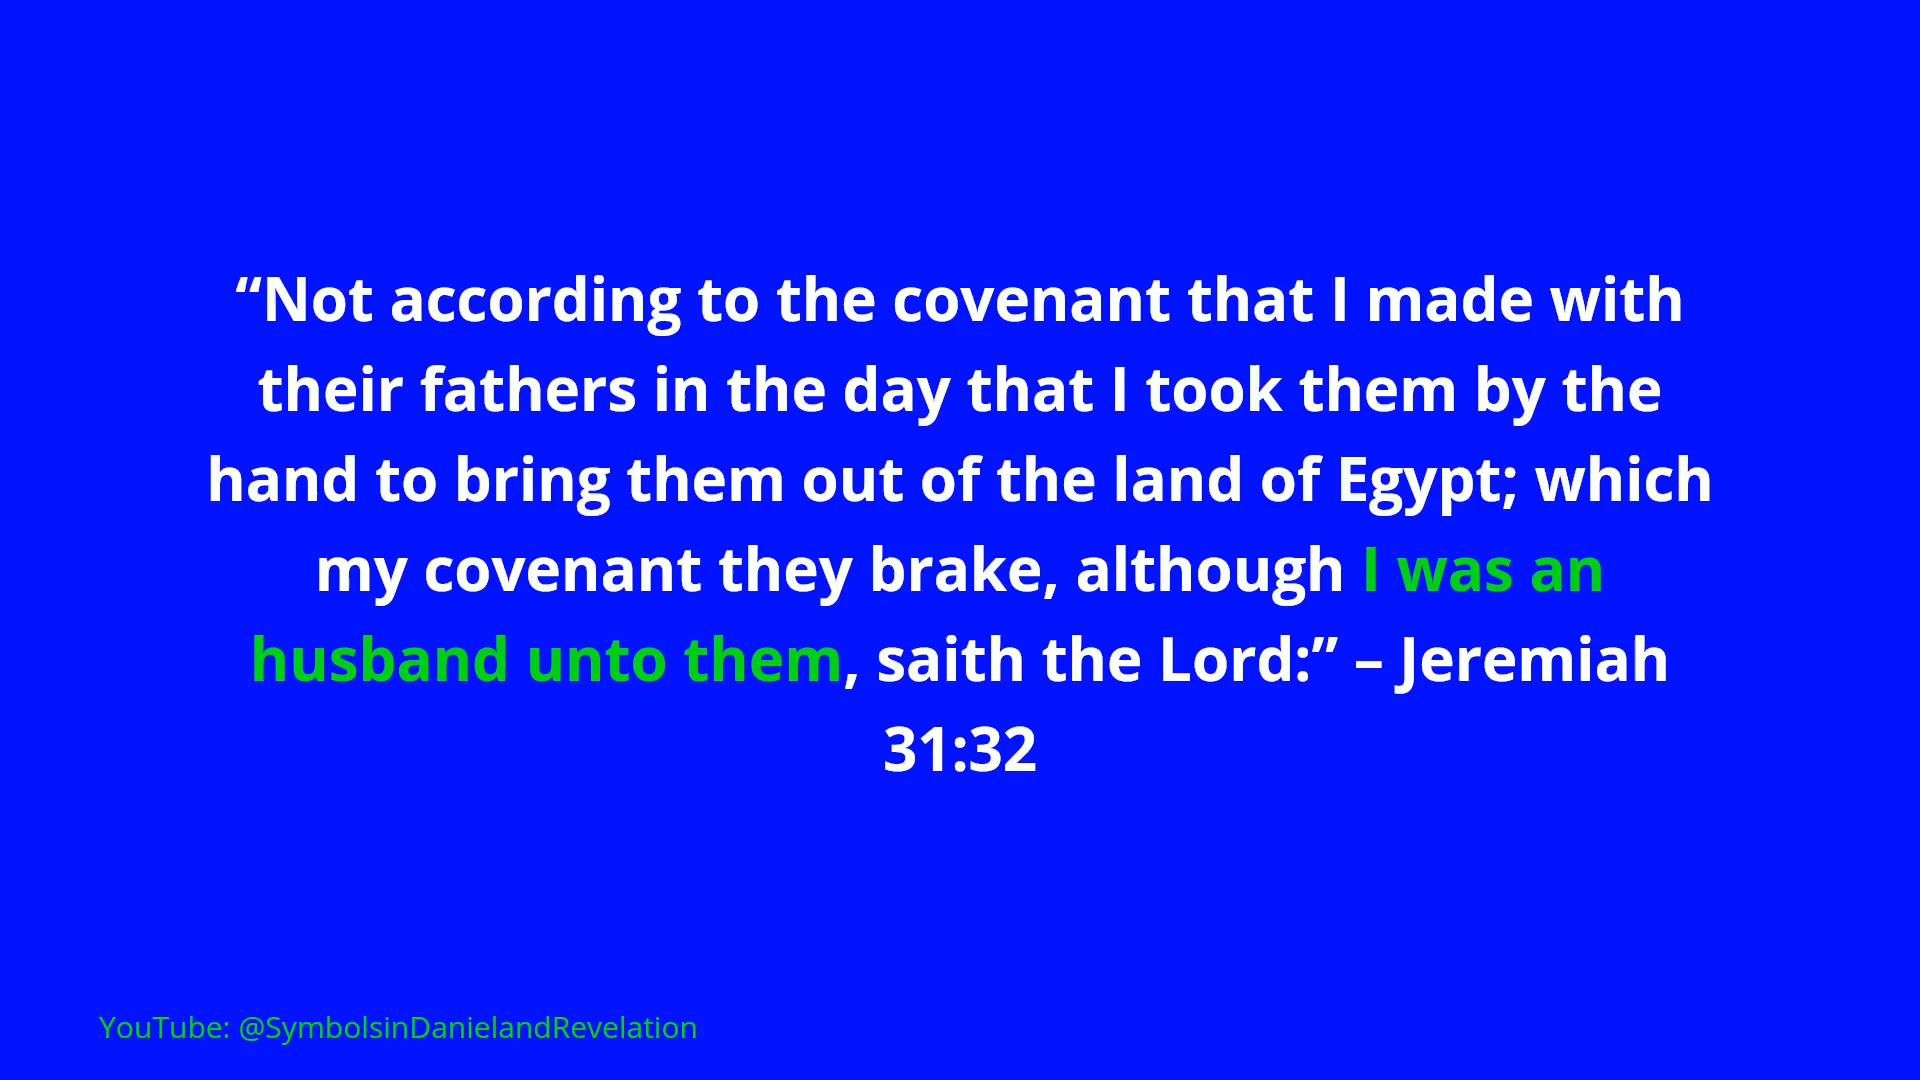 “Not according to the covenant that I made with
their fathers in the day that I took them by the
hand to bring them out of the land of Egypt; which
my covenant they brake, although I was an
husband unto them, saith the Lord:” – Jeremiah
31:32
YouTube: @SymbolsinDanielandRevelation